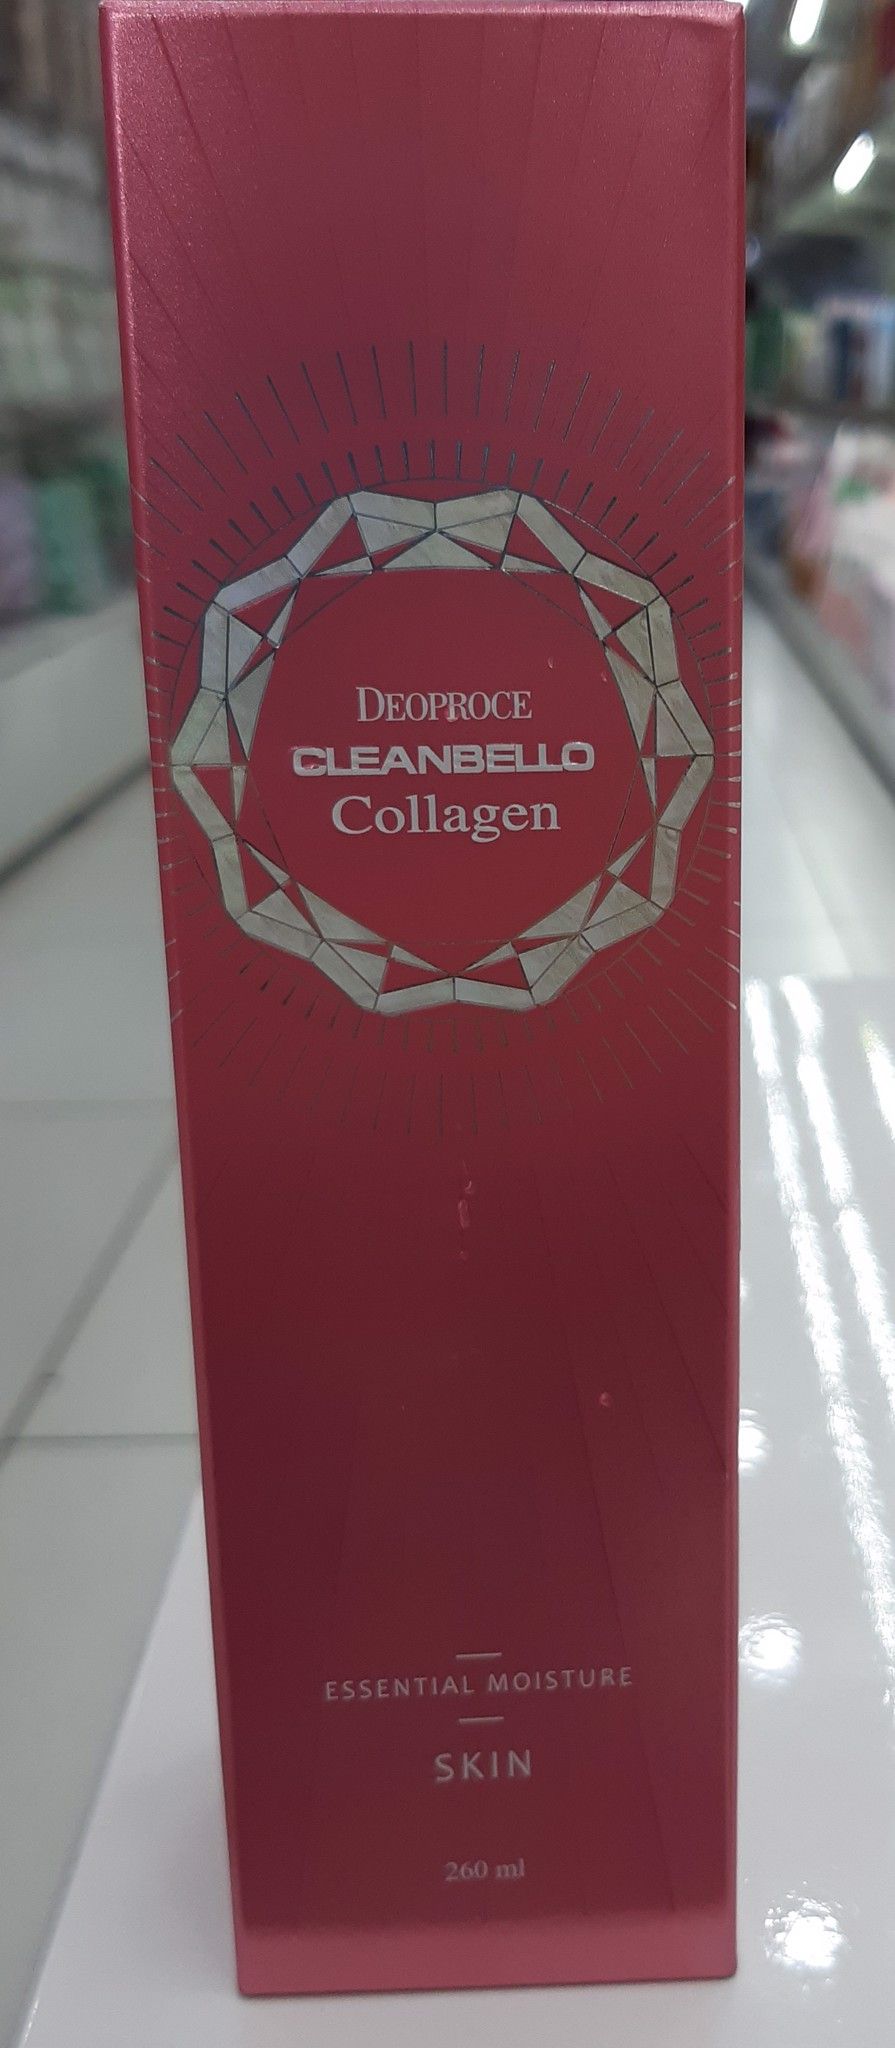 DEOPROCE
CLEANBELLO
Collagen
ESSENTIAL MOISTURE
SKIN
260 ml